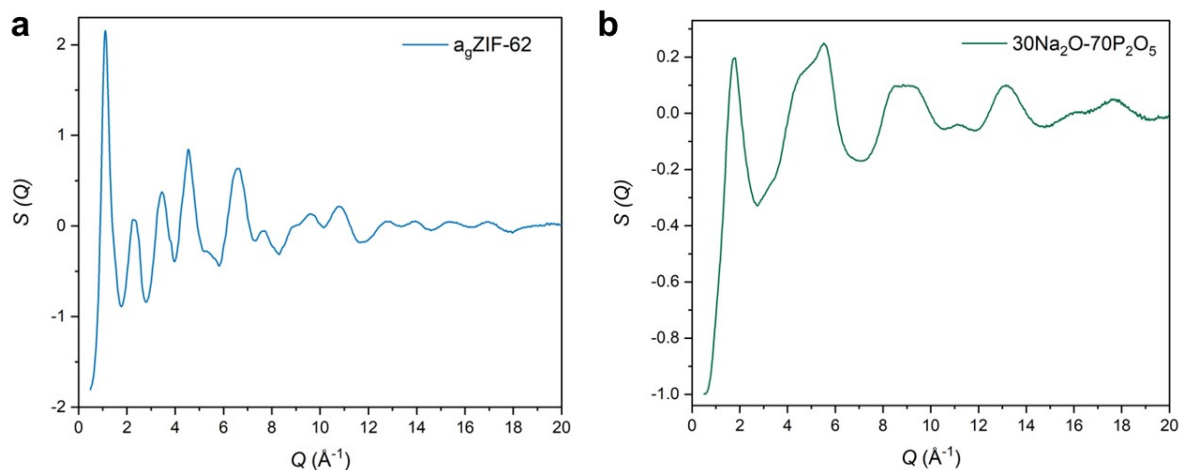 a
agZIF-62
S (Q)
2
1
0
-1
-2
0 2 4 6 8 10 12 14 16 18 20
Q (Å⁻¹)
b
30Na₂O-70P₂O₅
S (Q)
0.2
0.0
-0.2
-0.4
-0.6
-0.8
-1.0
0 2 4 6 8 10 12 14 16 18 20
Q (Å⁻¹)